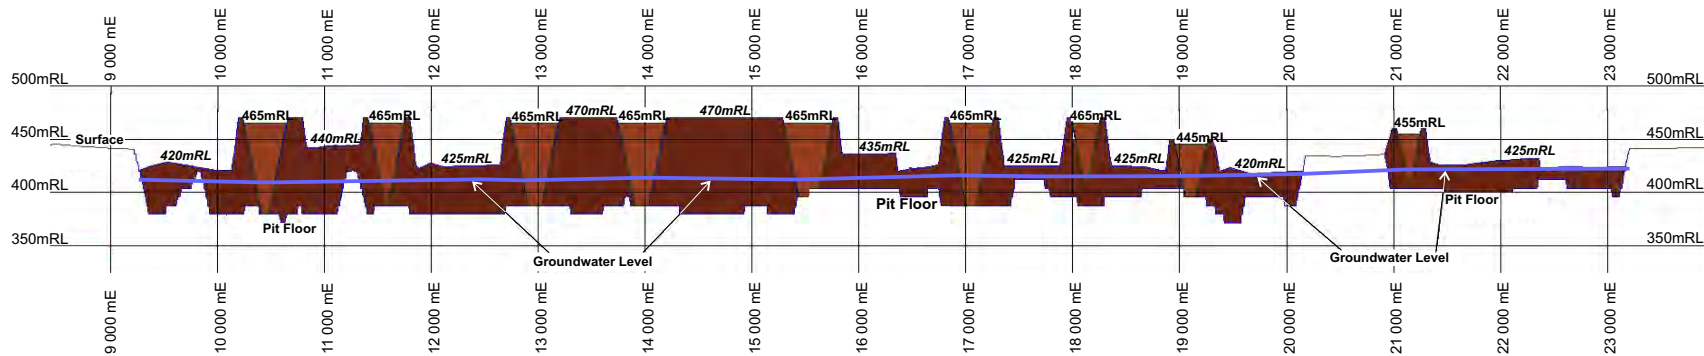 9 000 mE
10 000 mE
11 000 mE
12 000 mE
13 000 mE
14 000 mE
15 000 mE
16 000 mE
17 000 mE
18 000 mE
19 000 mE
20 000 mE
21 000 mE
22 000 mE
23 000 mE
500mRL
500mRL
465mRL
465mRL
465mRL
470mRL
465mRL
470mRL
465mRL
465mRL
465mRL
455mRL
450mRL
Surface
440mRL
435mRL
445mRL
450mRL
420mRL
425mRL
425mRL
425mRL
420mRL
425mRL
400mRL
400mRL
Pit Floor
Pit Floor
Pit Floor
350mRL
350mRL
Groundwater Level
Groundwater Level
9 000 mE
10 000 mE
11 000 mE
12 000 mE
13 000 mE
14 000 mE
15 000 mE
16 000 mE
17 000 mE
18 000 mE
19 000 mE
20 000 mE
21 000 mE
22 000 mE
23 000 mE